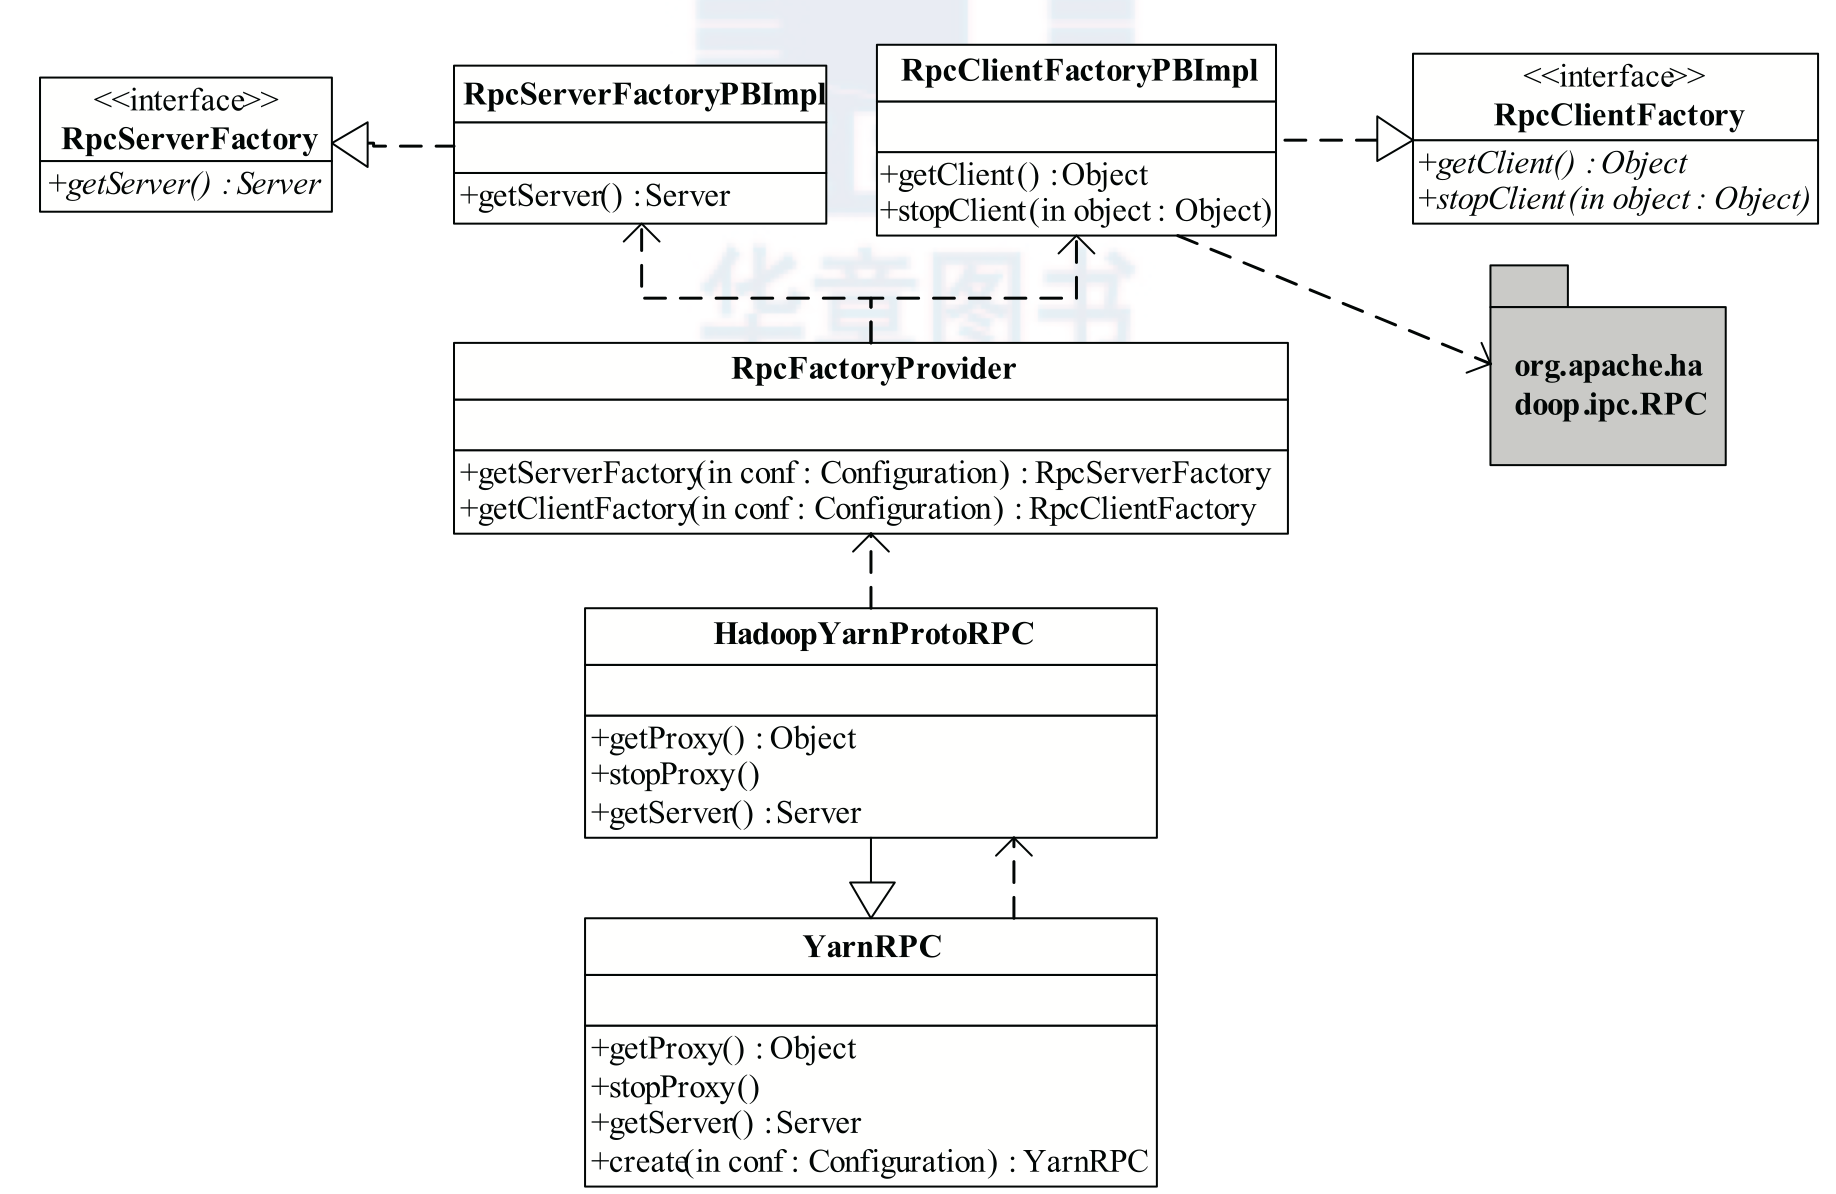 <<interface>>
RpcServerFactory
+getServer() : Server
RpcServerFactoryPBImpl
+getServer() : Server
RpcClientFactoryPBImpl
+getClient() : Object
+stopClient(in object : Object)
<<interface>>
RpcClientFactory
+getClient() : Object
+stopClient(in object : Object)
华章图书
org.apache.ha
doop.ipc.RPC
RpcFactoryProvider
+getServerFactory(in conf : Configuration) : RpcServerFactory
+getClientFactory(in conf : Configuration) : RpcClientFactory
HadoopYarnProtoRPC
+getProxy() : Object
+stopProxy()
+getServer() : Server
YarnRPC
+getProxy() : Object
+stopProxy()
+getServer() : Server
+create(in conf : Configuration) : YarnRPC